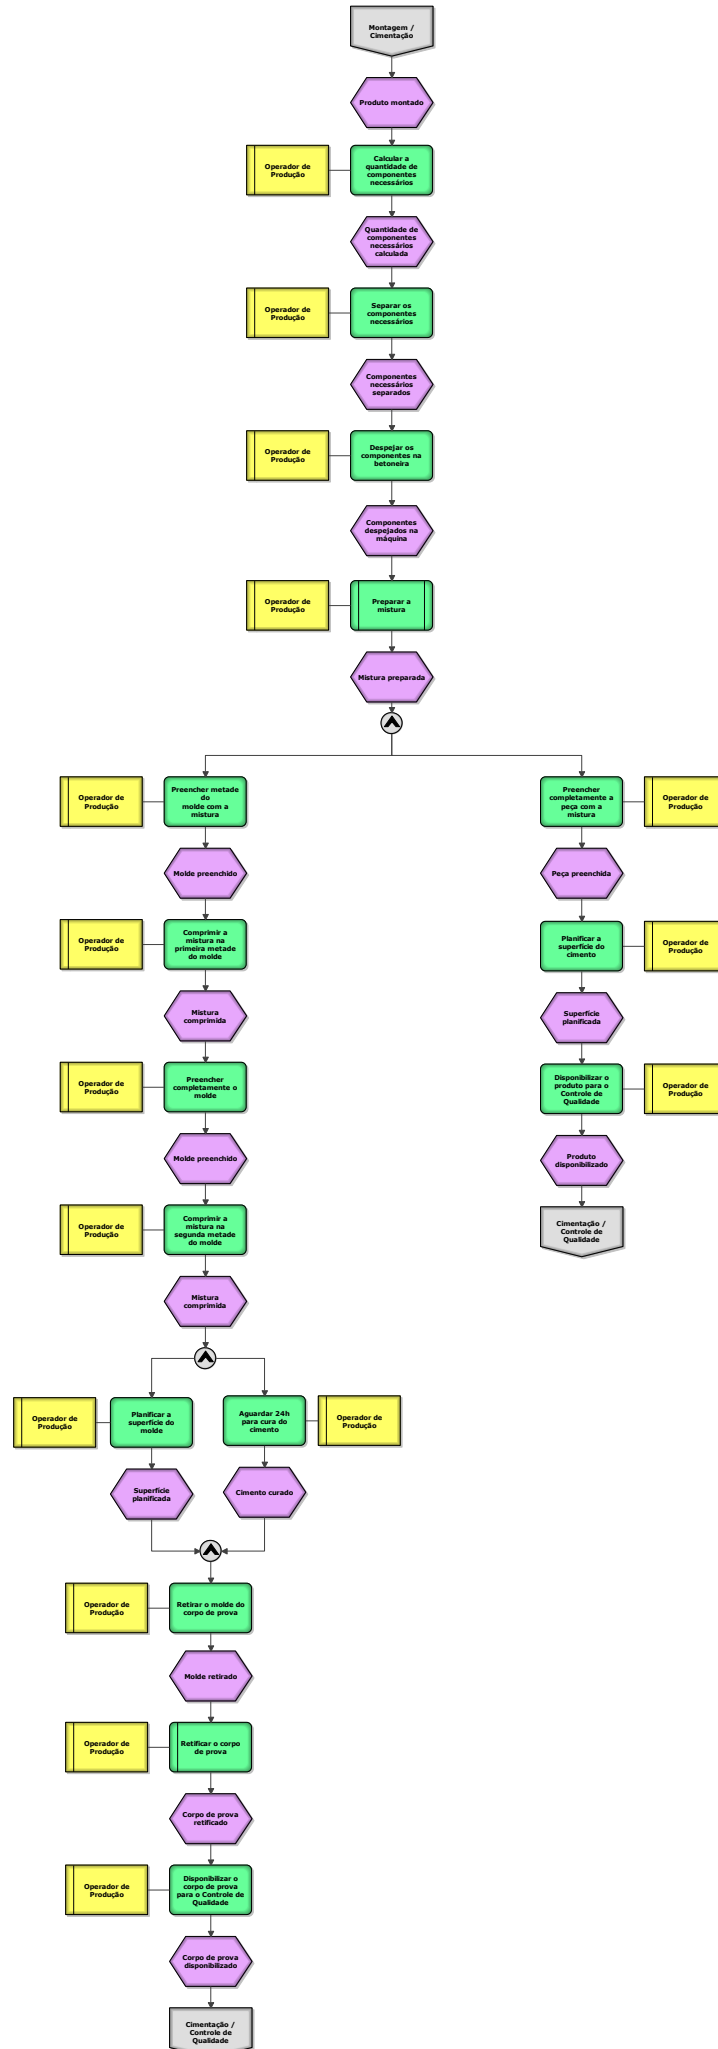 Montagem /
Cimentação
Produto montado
Operador de
Produção
Calcular a
quantidade de
componentes
necessários
Quantidade de
componentes
necessários
calculada
Operador de
Produção
Separar os
componentes
necessários
Componentes
necessários
separados
Operador de
Produção
Despejar os
componentes na
betoneira
Componentes
despejados na
máquina
Operador de
Produção
Preparar a
mistura
Mistura preparada
Operador de
Produção
Preencher metade
do
molde com a
mistura
Molde preenchido
Operador de
Produção
Comprimir a
mistura na
primeira metade
do molde
Mistura
comprimida
Operador de
Produção
Preencher
completamente o
molde
Molde preenchido
Operador de
Produção
Comprimir a
mistura na
segunda metade
do molde
Mistura
comprimida
Preencher
completamente a
peça com a
mistura
Operador de
Produção
Peça preenchida
Planificar a
superfície do
cimento
Operador de
Produção
Superfície
planificada
Disponibilizar o
produto para o
Controle de
Qualidade
Operador de
Produção
Produto
disponibilizado
Cimentação /
Controle de
Qualidade
Operador de
Produção
Planificar a
superfície do
molde
Superfície
planificada
Aguardar 24h
para cura do
cimento
Operador de
Produção
Cimento curado
Operador de
Produção
Retirar o molde do
corpo de prova
Molde retirado
Operador de
Produção
Retificar o corpo
de prova
Corpo de prova
retificado
Operador de
Produção
Disponibilizar o
corpo de prova
para o Controle de
Qualidade
Corpo de prova
disponibilizado
Cimentação /
Controle de
Qualidade